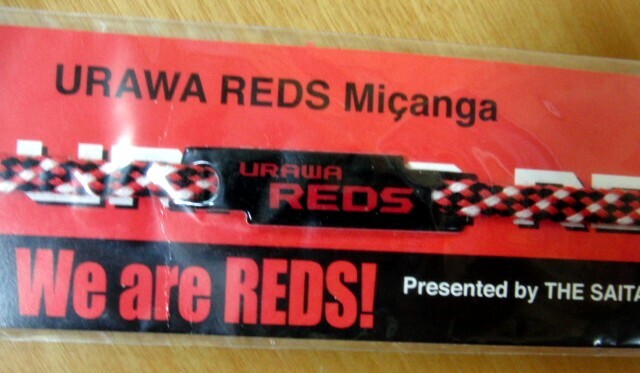 URAWA REDS Miçanga
URAWA
REDS
We are REDS!
Presented by THE SAITA